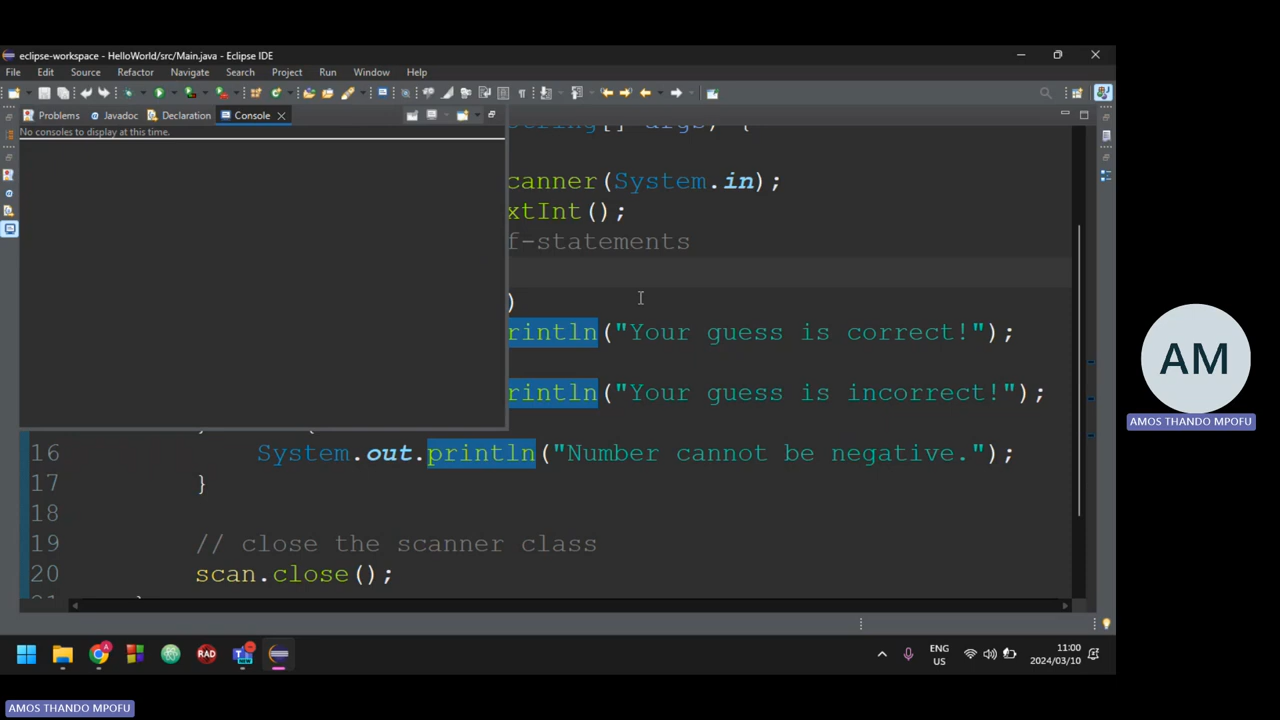 eclipse-workspace - HelloWorld/src/Main.java - Eclipse IDE
File Edit Source Refactor Navigate Search Project Run Window Help
Problems Javadoc Declaration Console
No consoles to display at this time.
string[] args) {
canner(System.in);
xtInt();
f-statements
)
rintln("Your guess is correct!");
rintln("Your guess is incorrect!");
16 System.out.println("Number cannot be negative.");
17 }
18
19 // close the scanner class
20 scan.close();
AM
AMOS THANDO MPOFU
RAD
ENG
US
11:00
2024/03/10
AMOS THANDO MPOFU